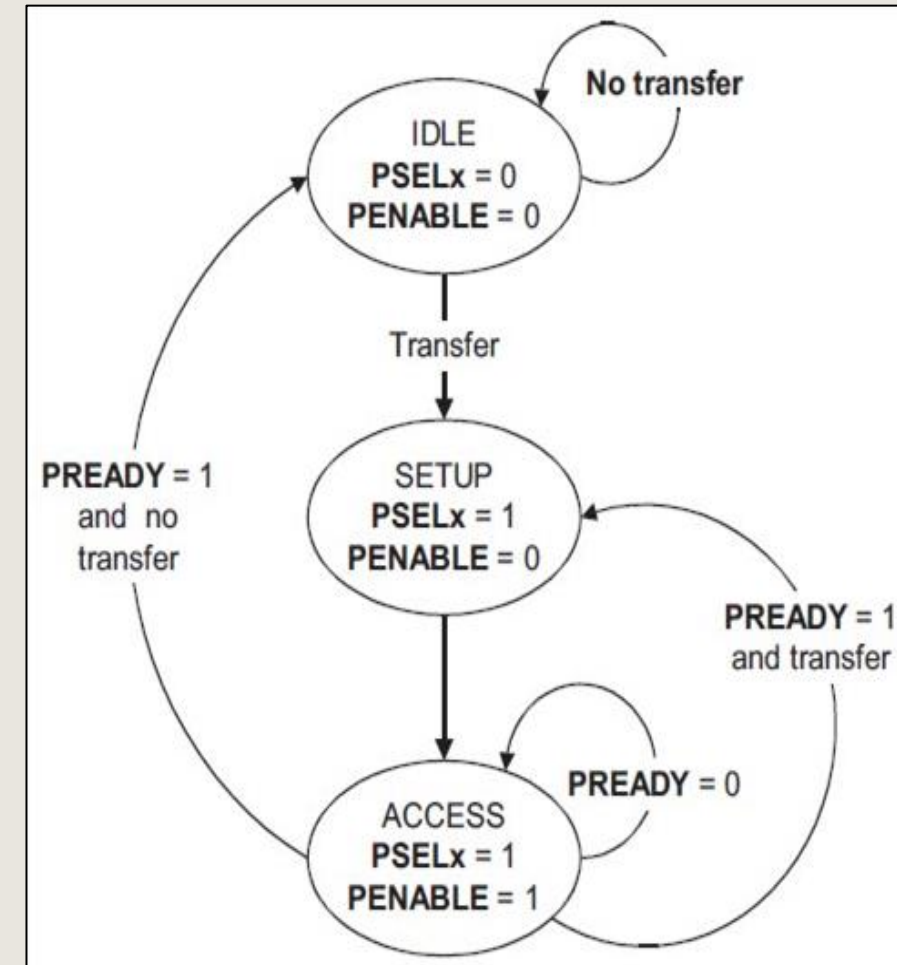 No transfer
IDLE
PSELx = 0
PENABLE = 0
Transfer
PREADY = 1
and no
transfer
SETUP
PSELx = 1
PENABLE = 0
PREADY = 1
and transfer
PREADY = 0
ACCESS
PSELx = 1
PENABLE = 1